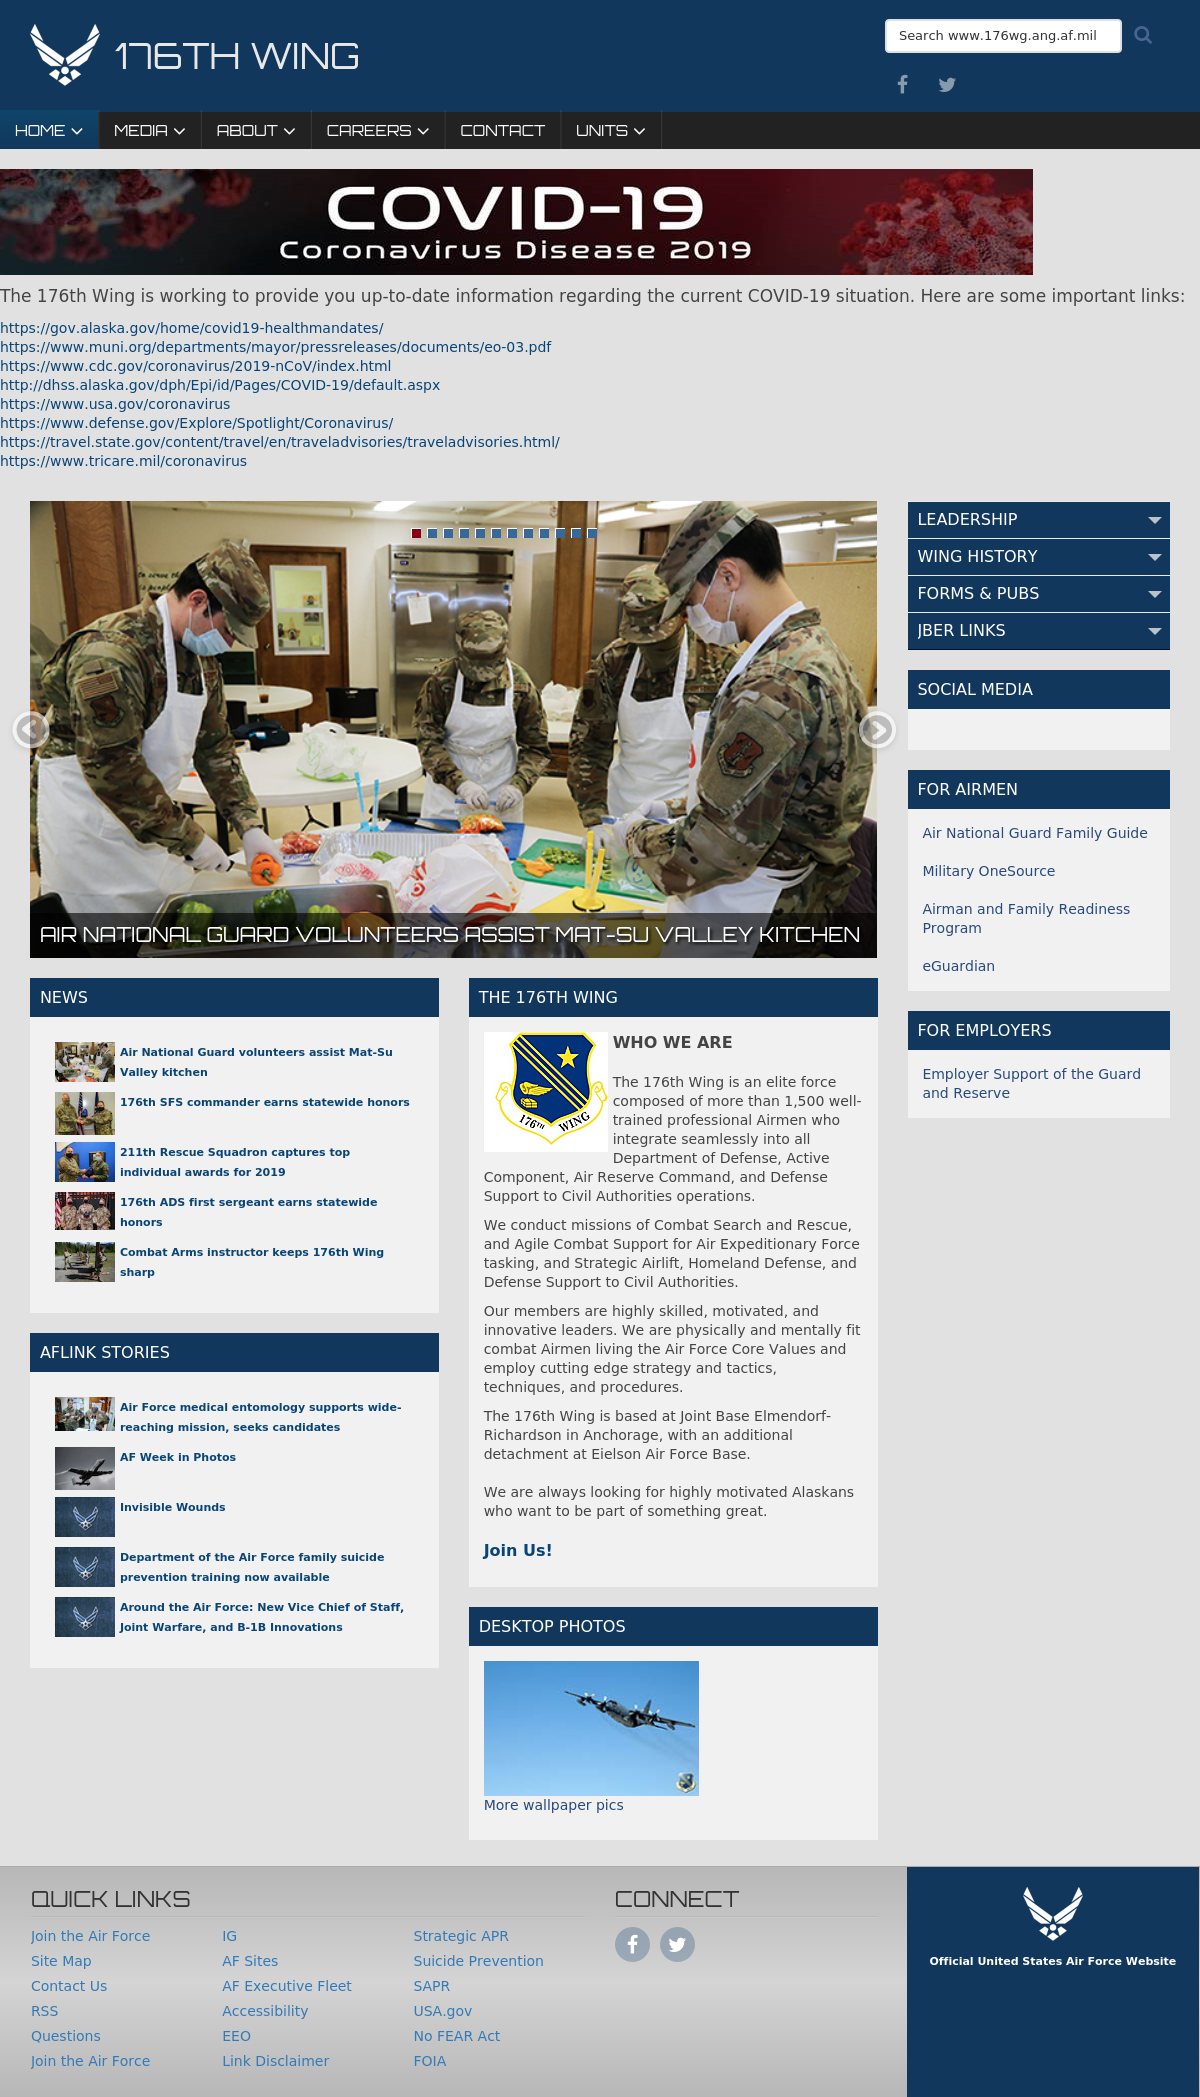 176TH WING
Search www.176wg.ang.af.mil
HOME
MEDIA
ABOUT
CAREERS
CONTACT
UNITS
COVID-19
Coronavirus Disease 2019
The 176th Wing is working to provide you up-to-date information regarding the current COVID-19 situation. Here are some important links:
https://gov.alaska.gov/home/covid19-healthmandates/
https://www.muni.org/departments/mayor/pressreleases/documents/eo-03.pdf
https://www.cdc.gov/coronavirus/2019-nCoV/index.html
http://dhss.alaska.gov/dph/Epi/id/Pages/COVID-19/default.aspx
https://www.usa.gov/coronavirus
https://www.defense.gov/Explore/Spotlight/Coronavirus/
https://travel.state.gov/content/travel/en/traveladvisories/traveladvisories.html/
https://www.tricare.mil/coronavirus
AIR NATIONAL GUARD VOLUNTEERS ASSIST MAT-SU VALLEY KITCHEN
LEADERSHIP
WING HISTORY
FORMS & PUBS
JBER LINKS
SOCIAL MEDIA
FOR AIRMEN
Air National Guard Family Guide
Military OneSource
Airman and Family Readiness
Program
eGuardian
FOR EMPLOYERS
Employer Support of the Guard
and Reserve
NEWS
Air National Guard volunteers assist Mat-Su
Valley kitchen
176th SFS commander earns statewide honors
211th Rescue Squadron captures top
individual awards for 2019
176th ADS first sergeant earns statewide
honors
Combat Arms instructor keeps 176th Wing
sharp
AFLINK STORIES
Air Force medical entomology supports wide-
reaching mission, seeks candidates
AF Week in Photos
Invisible Wounds
Department of the Air Force family suicide
prevention training now available
Around the Air Force: New Vice Chief of Staff,
Joint Warfare, and B-1B Innovations
THE 176TH WING
176TH WING
WHO WE ARE
The 176th Wing is an elite force
composed of more than 1,500 well-
trained professional Airmen who
integrate seamlessly into all
Department of Defense, Active
Component, Air Reserve Command, and Defense
Support to Civil Authorities operations.
We conduct missions of Combat Search and Rescue,
and Agile Combat Support for Air Expeditionary Force
tasking, and Strategic Airlift, Homeland Defense, and
Defense Support to Civil Authorities.
Our members are highly skilled, motivated, and
innovative leaders. We are physically and mentally fit
combat Airmen living the Air Force Core Values and
employ cutting edge strategy and tactics,
techniques, and procedures.
The 176th Wing is based at Joint Base Elmendorf-
Richardson in Anchorage, with an additional
detachment at Eielson Air Force Base.
We are always looking for highly motivated Alaskans
who want to be part of something great.
Join Us!
DESKTOP PHOTOS
More wallpaper pics
QUICK LINKS
Join the Air Force
Site Map
Contact Us
RSS
Questions
Join the Air Force
IG
AF Sites
AF Executive Fleet
Accessibility
EEO
Link Disclaimer
Strategic APR
Suicide Prevention
SAPR
USA.gov
No FEAR Act
FOIA
CONNECT
Official United States Air Force Website